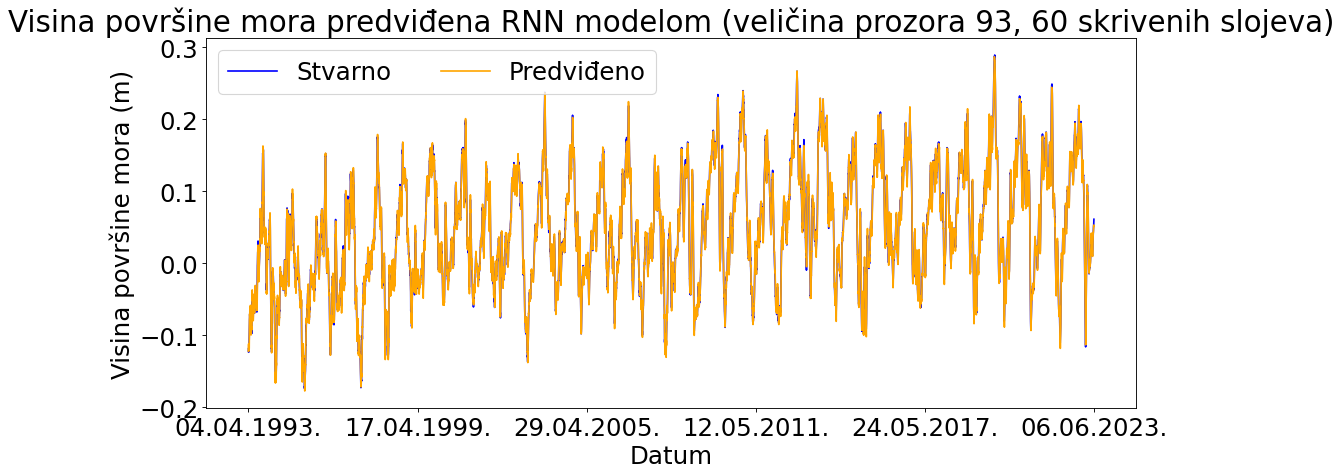 Visina površine mora predviđena RNN modelom (veličina prozora 93, 60 skrivenih slojeva)
Stvarno Predviđeno
Visina površine mora (m)
0.3
0.2
0.1
0.0
−0.1
−0.2
04.04.1993. 17.04.1999. 29.04.2005. 12.05.2011. 24.05.2017. 06.06.2023.
Datum